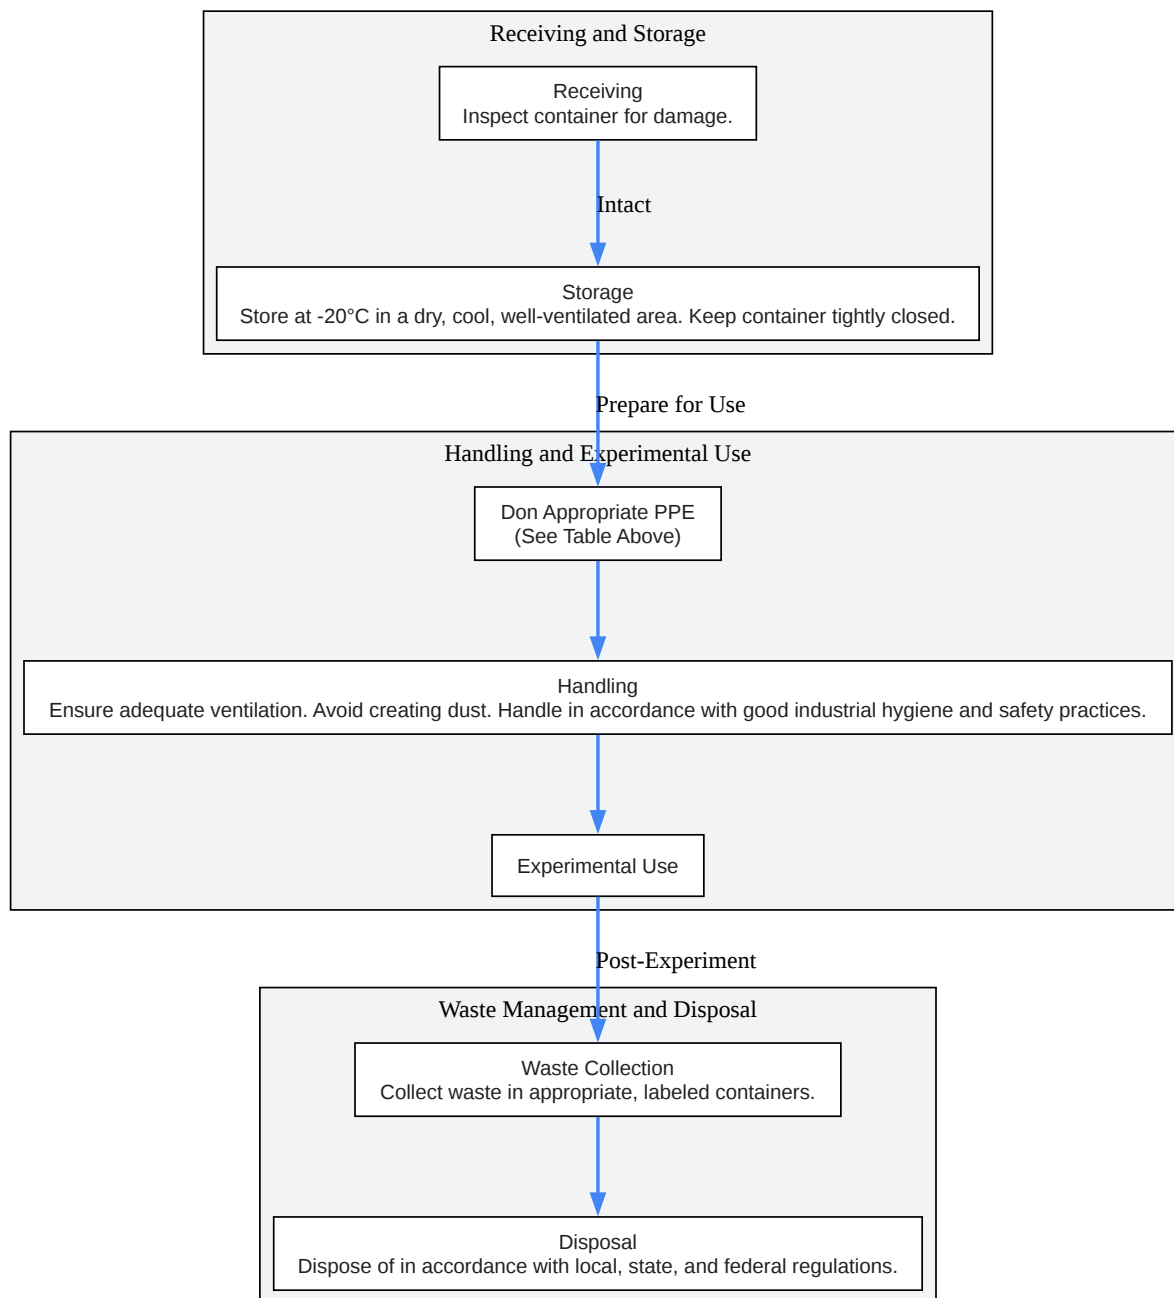 Receiving and Storage
Receiving
Inspect container for damage.
Intact
Storage
Store at -20°C in a dry, cool, well-ventilated area. Keep container tightly closed.
Prepare for Use
Handling and Experimental Use
Don Appropriate PPE
(See Table Above)
Handling
Ensure adequate ventilation. Avoid creating dust. Handle in accordance with good industrial hygiene and safety practices.
Experimental Use
Post-Experiment
Waste Management and Disposal
Waste Collection
Collect waste in appropriate, labeled containers.
Disposal
Dispose of in accordance with local, state, and federal regulations.